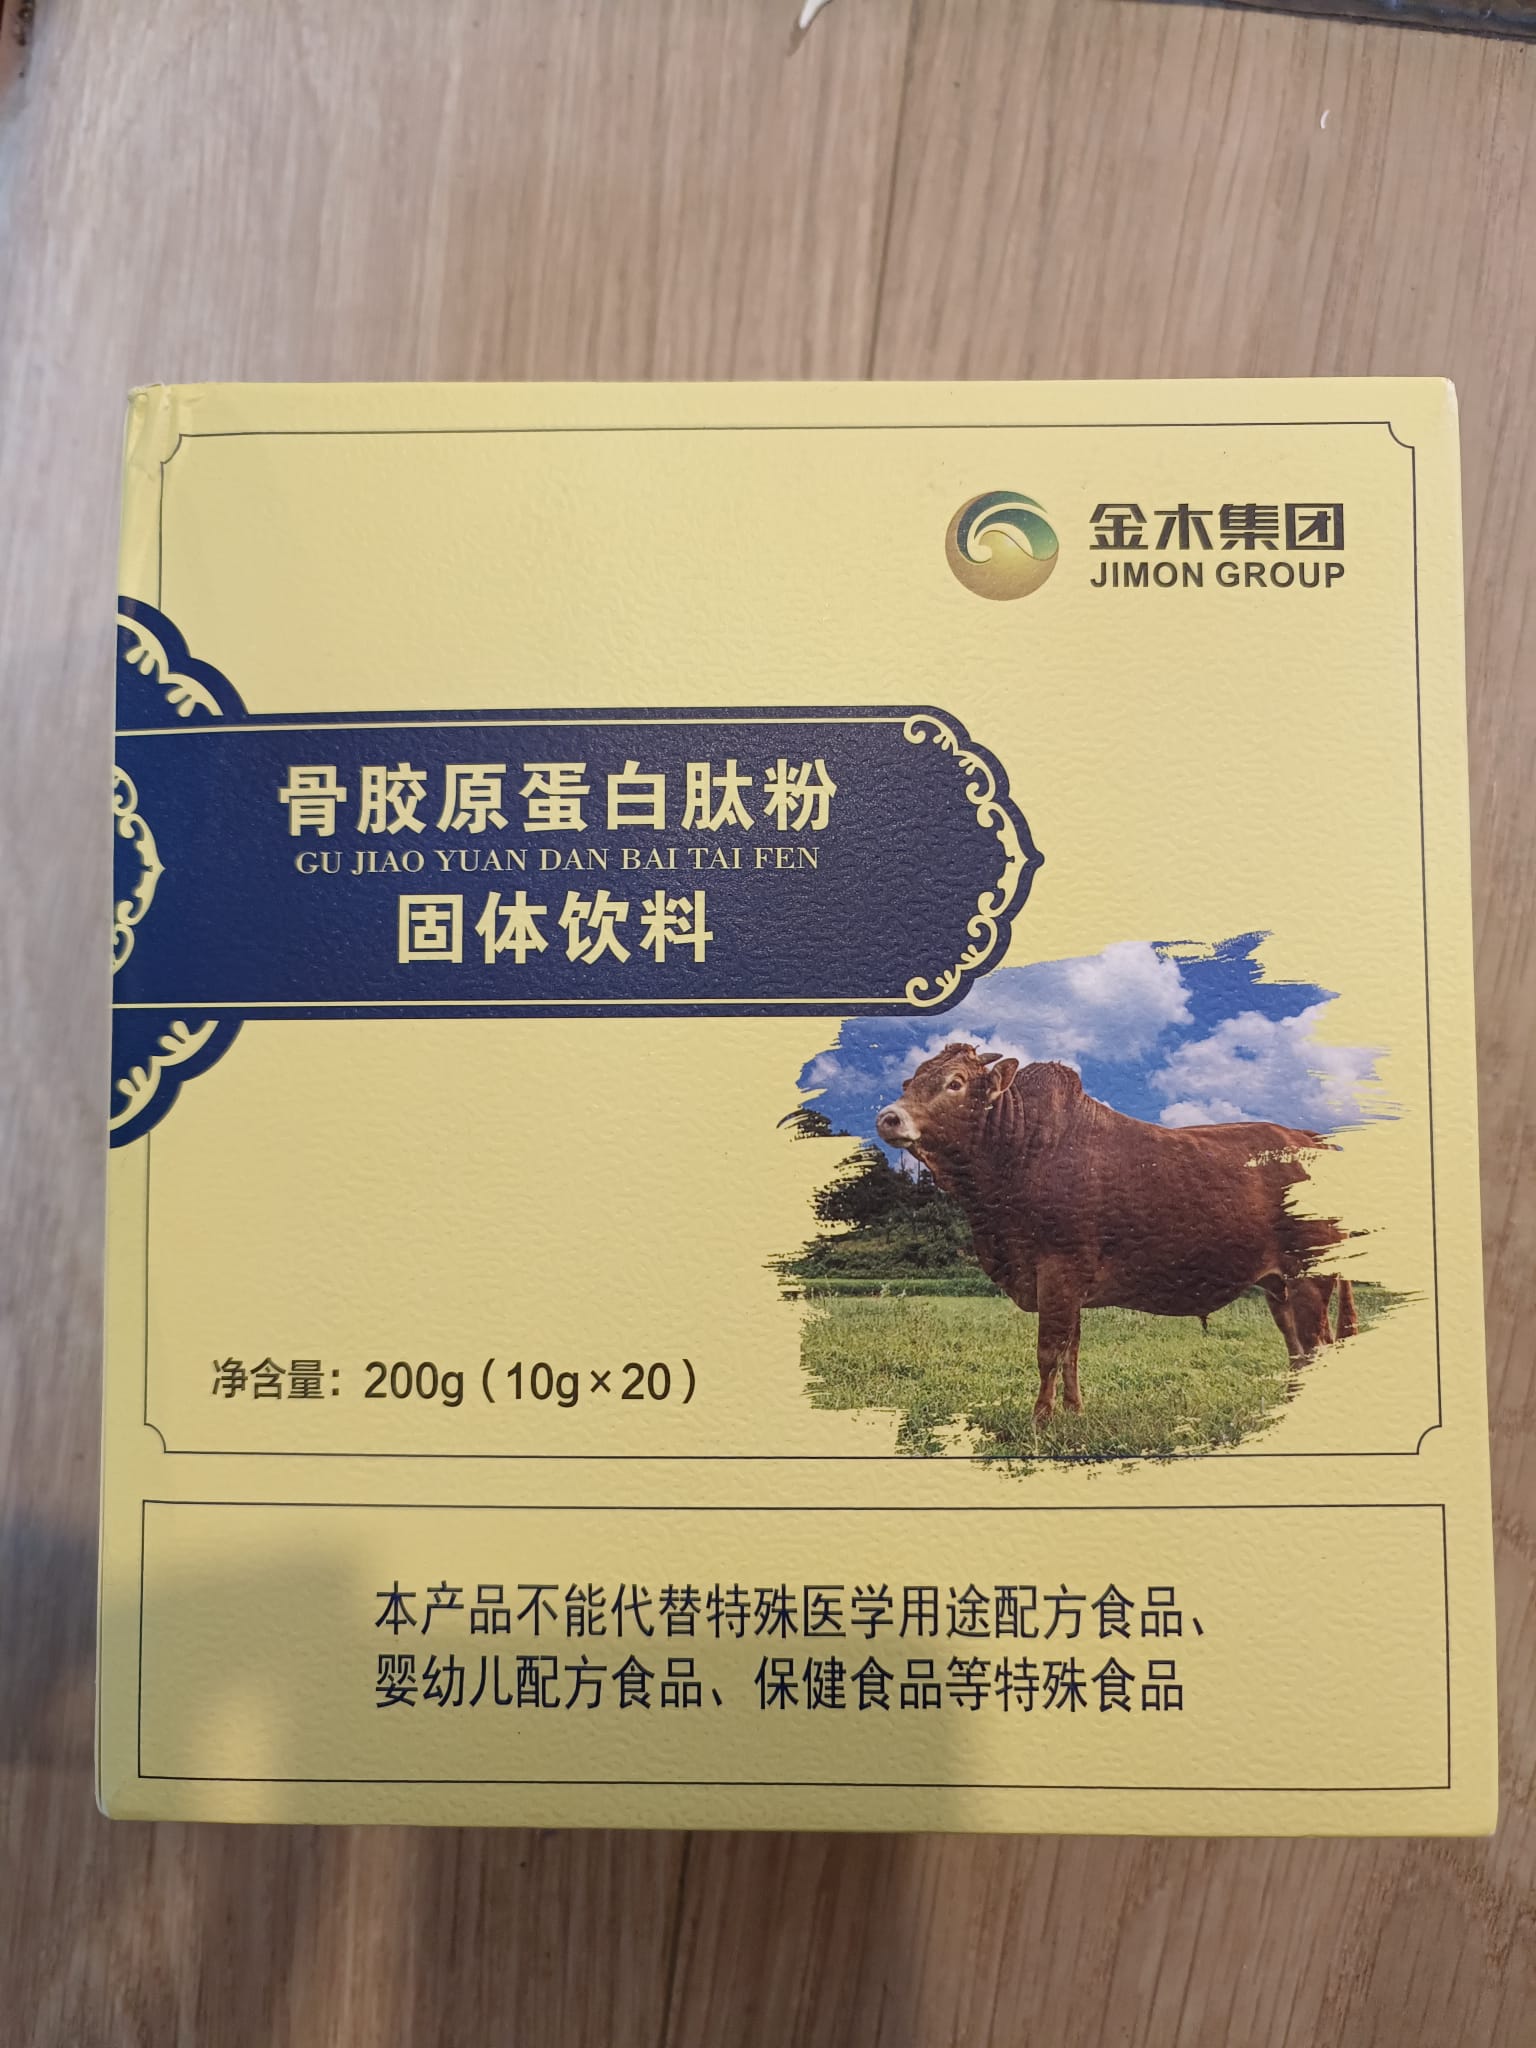 金木集团
JIMON GROUP
骨胶原蛋白肽粉
GU JIAO YUAN DAN BAI TAI FEN
固体饮料
净含量：200g（10g×20）
本产品不能代替特殊医学用途配方食品、
婴幼儿配方食品、保健食品等特殊食品